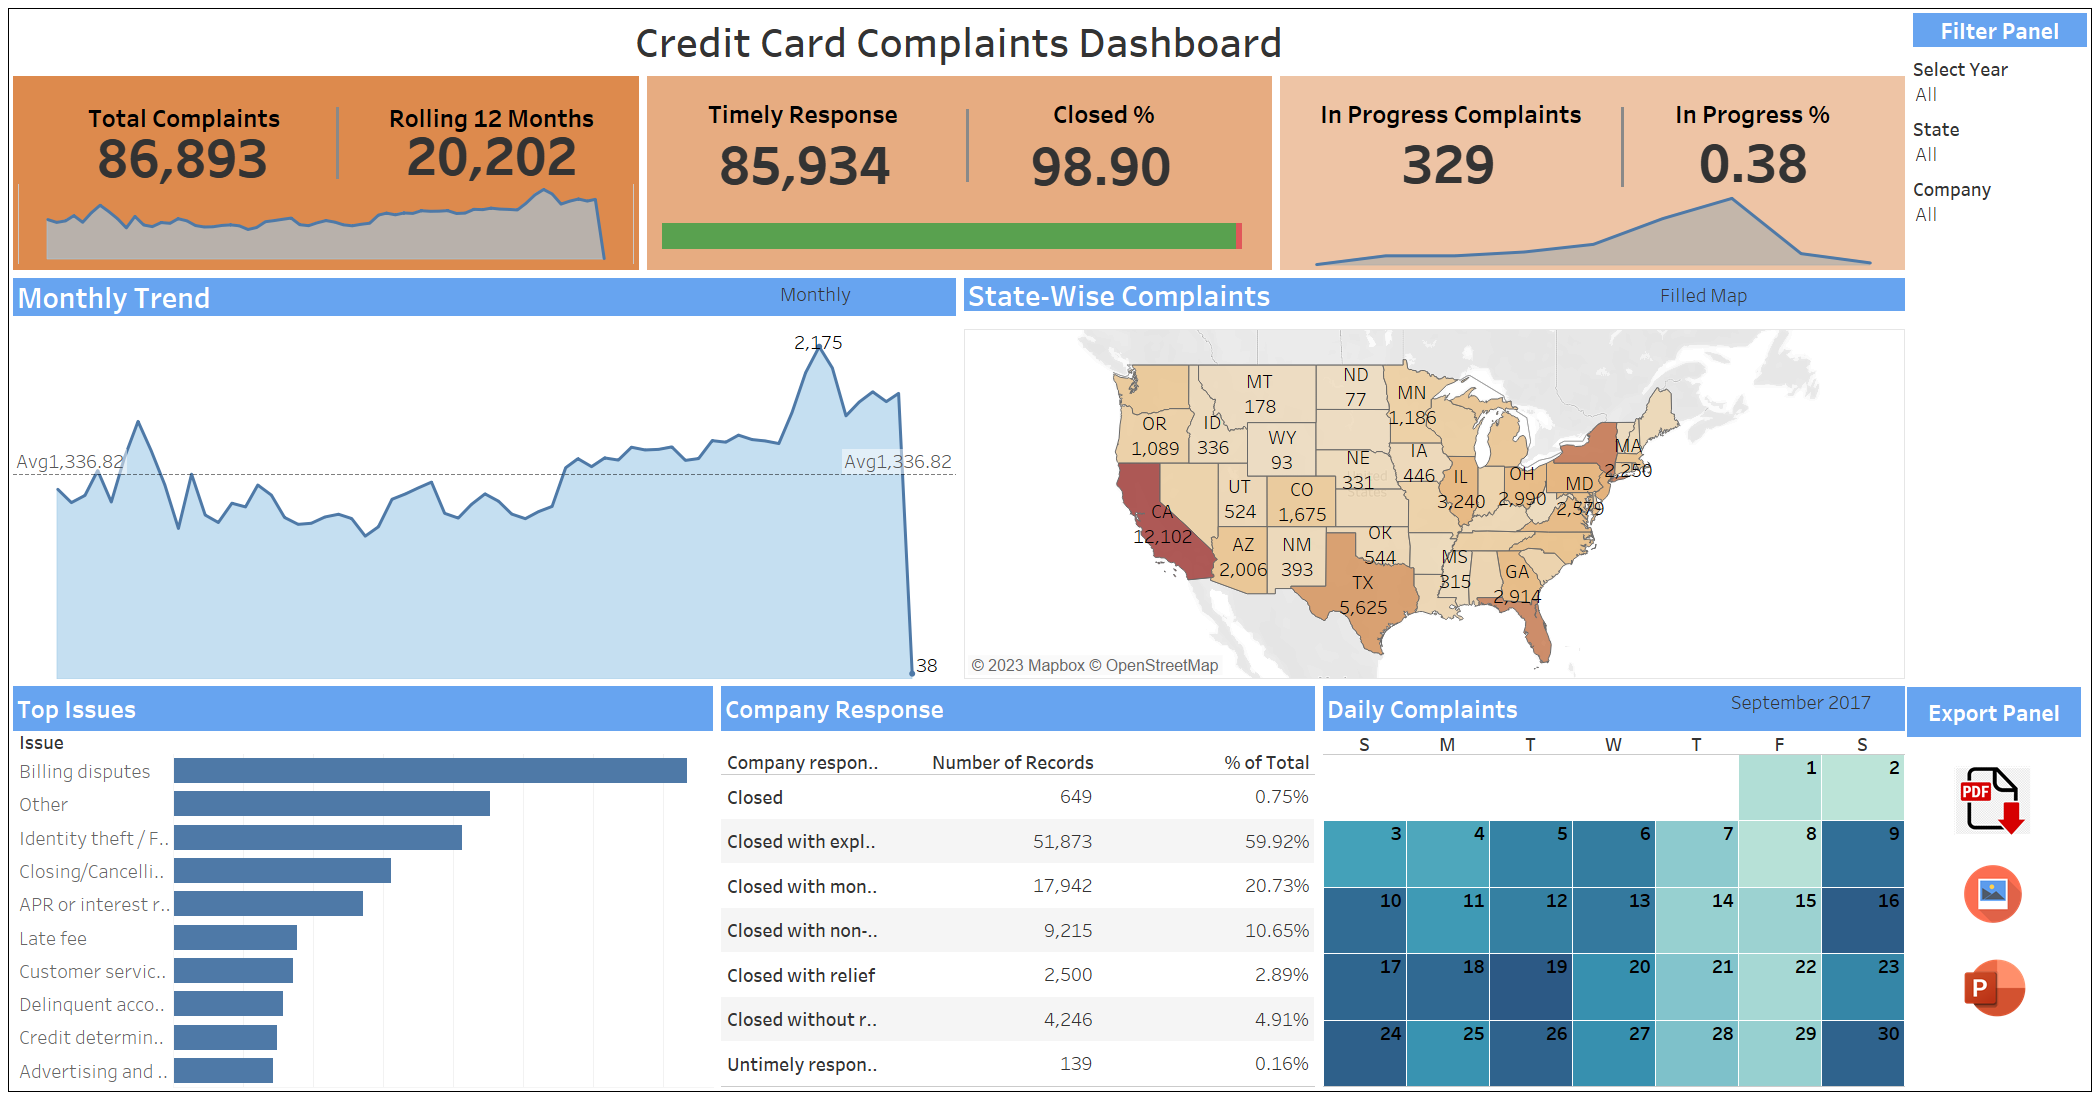 Credit Card Complaints Dashboard
Filter Panel
Select Year
All
State
All
Company
All
Total Complaints
86,893
Rolling 12 Months
20,202
Timely Response
85,934
Closed %
98.90
In Progress Complaints
329
In Progress %
0.38
Monthly Trend
Monthly
2,175
Avg1,336.82
Avg1,336.82
38
State-Wise Complaints
Filled Map
MT
178
ND
77
MN
1,186
OR
1,089
ID
336
WY
93
NE
331
IA
446
IL
3,240
OH
2,990
MA
2,250
MD
2,579
UT
524
CO
1,675
CA
12,102
AZ
2,006
NM
393
OK
544
MS
315
GA
2,914
TX
5,625
United
States
© 2023 Mapbox © OpenStreetMap
Top Issues
Issue
Billing disputes
Other
Identity theft / F..
Closing/Cancelli..
APR or interest r..
Late fee
Customer servic..
Delinquent acco..
Credit determin..
Advertising and ..
Company Response
Company respon.. Number of Records % of Total
Closed 649 0.75%
Closed with expl.. 51,873 59.92%
Closed with mon.. 17,942 20.73%
Closed with non-.. 9,215 10.65%
Closed with relief 2,500 2.89%
Closed without r.. 4,246 4.91%
Untimely respon.. 139 0.16%
Daily Complaints
September 2017
S M T W T F S
1 2
3 4 5 6 7 8 9
10 11 12 13 14 15 16
17 18 19 20 21 22 23
24 25 26 27 28 29 30
Export Panel
PDF
P